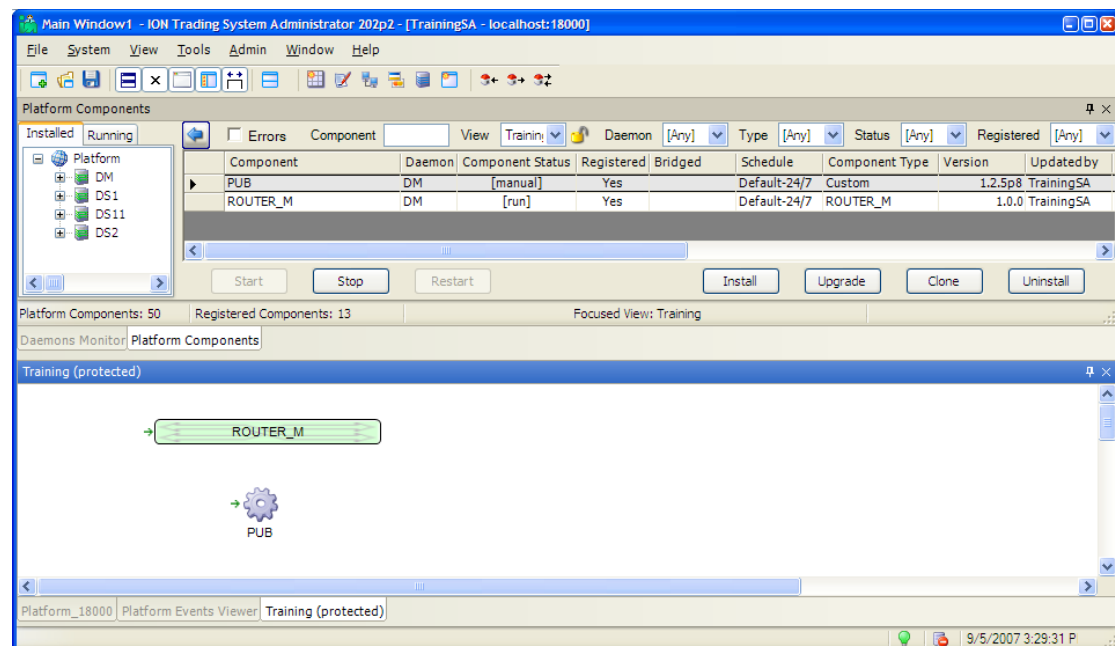 Main Window1 - ION Trading System Administrator 202p2 - [TrainingSA - localhost:18000]
File System View Tools Admin Window Help
Platform Components
Installed Running Errors Component View Training Daemon [Any] Type [Any] Status [Any] Registered [Any]
Platform
DM
DS1
DS11
DS2
Component Daemon Component Status Registered Bridged Schedule Component Type Version Updated by
PUB DM [manual] Yes Default-24/7 Custom 1.2.5p8 TrainingSA
ROUTER_M DM [run] Yes Default-24/7 ROUTER_M 1.0.0 TrainingSA
Start Stop Restart Install Upgrade Clone Uninstall
Platform Components: 50 Registered Components: 13 Focused View: Training
Daemons Monitor Platform Components
Training (protected)
ROUTER_M
PUB
Platform_18000 Platform Events Viewer Training (protected)
9/5/2007 3:29:31 P